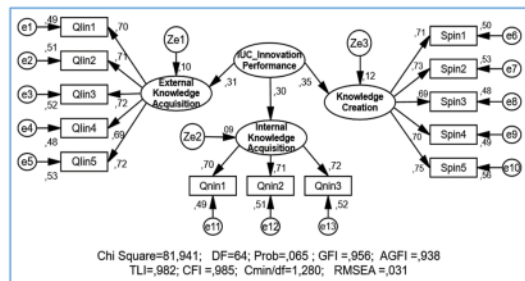 ,49
e1
Qlin1
,70
,51
e2
Qlin2
,71
,52
e3
Qlin3
,72
e4
Qlin4
,48
,69
e5
Qlin5
,53
,72
Ze1
,10
External
Knowledge
Acquisition
IUC_Innovation
Performance
,31
,30
,35
Ze2
,09
Internal
Knowledge
Acquisition
Ze3
,12
Knowledge
Creation
,71
Spin1
,50
e6
,73
Spin2
,53
e7
,69
Spin3
,48
e8
,70
Spin4
,49
e9
,75
Spin5
,56
e10
,70
,71
,72
Qnin1
Qnin2
Qnin3
,49
,51
,52
e11
e12
e13
Chi Square=81,941; DF=64; Prob=,065 ; GFI =,956; AGFI =,938
TLI=,982; CFI =,985; Cmin/df=1,280; RMSEA =,031